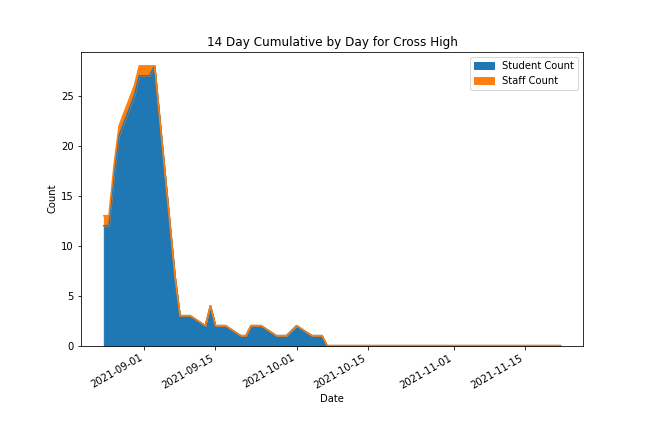 14 Day Cumulative by Day for Cross High
Student Count
Staff Count
Count
25
20
15
10
5
0
2021-09-01
2021-09-15
2021-10-01
2021-10-15
2021-11-01
2021-11-15
Date